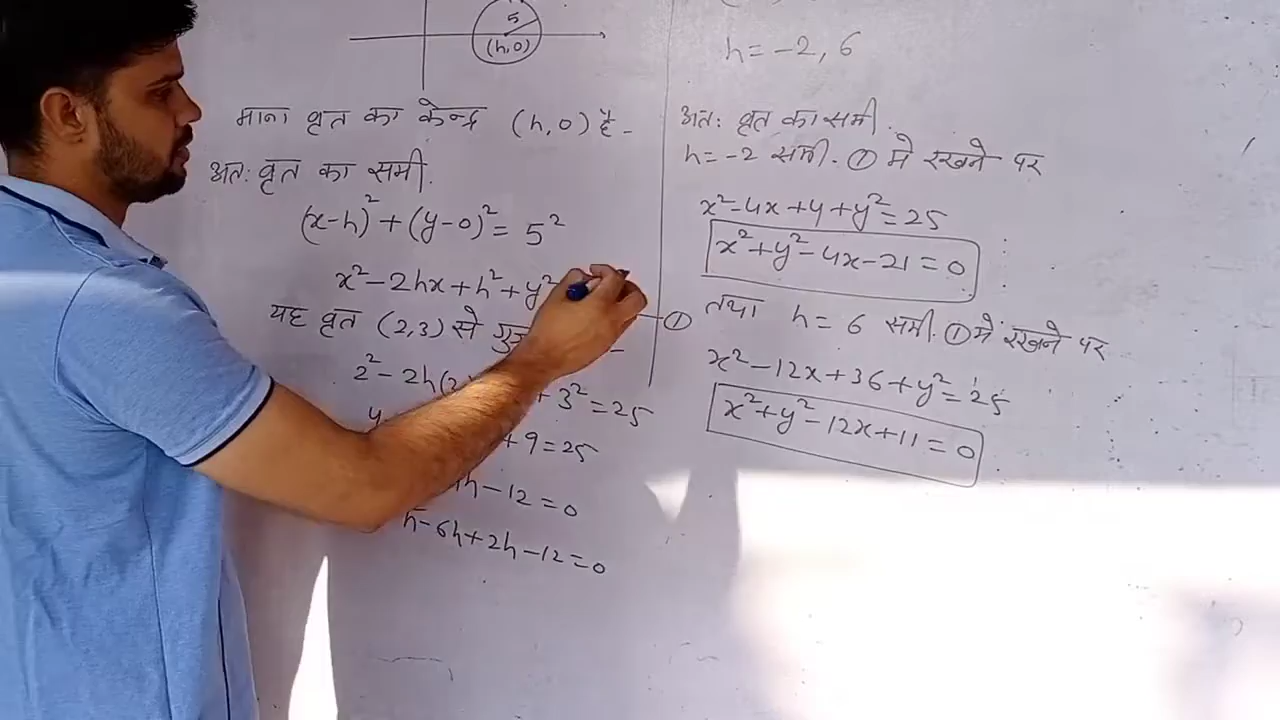 5
(h,0)
माना वृत का केन्द्र (h,0) है-
अतः वृत का समी.
(x-h)² + (y-0)² = 5²
x² - 2hx + h² + y²
यह वृत (2,3) से
2² - 2h(2 + 3² = 25
+ 9 = 25
h - 12 = 0
h² - 6h + 2h - 12 = 0
①
h = -2, 6
अतः वृत का समी.
h = -2 समी. ① मे रखने पर
x² - 4x + 4 + y² = 25
x² + y² - 4x - 21 = 0
तथा h = 6 समी. ① मे रखने पर
x² - 12x + 36 + y² = 25
x² + y² - 12x + 11 = 0